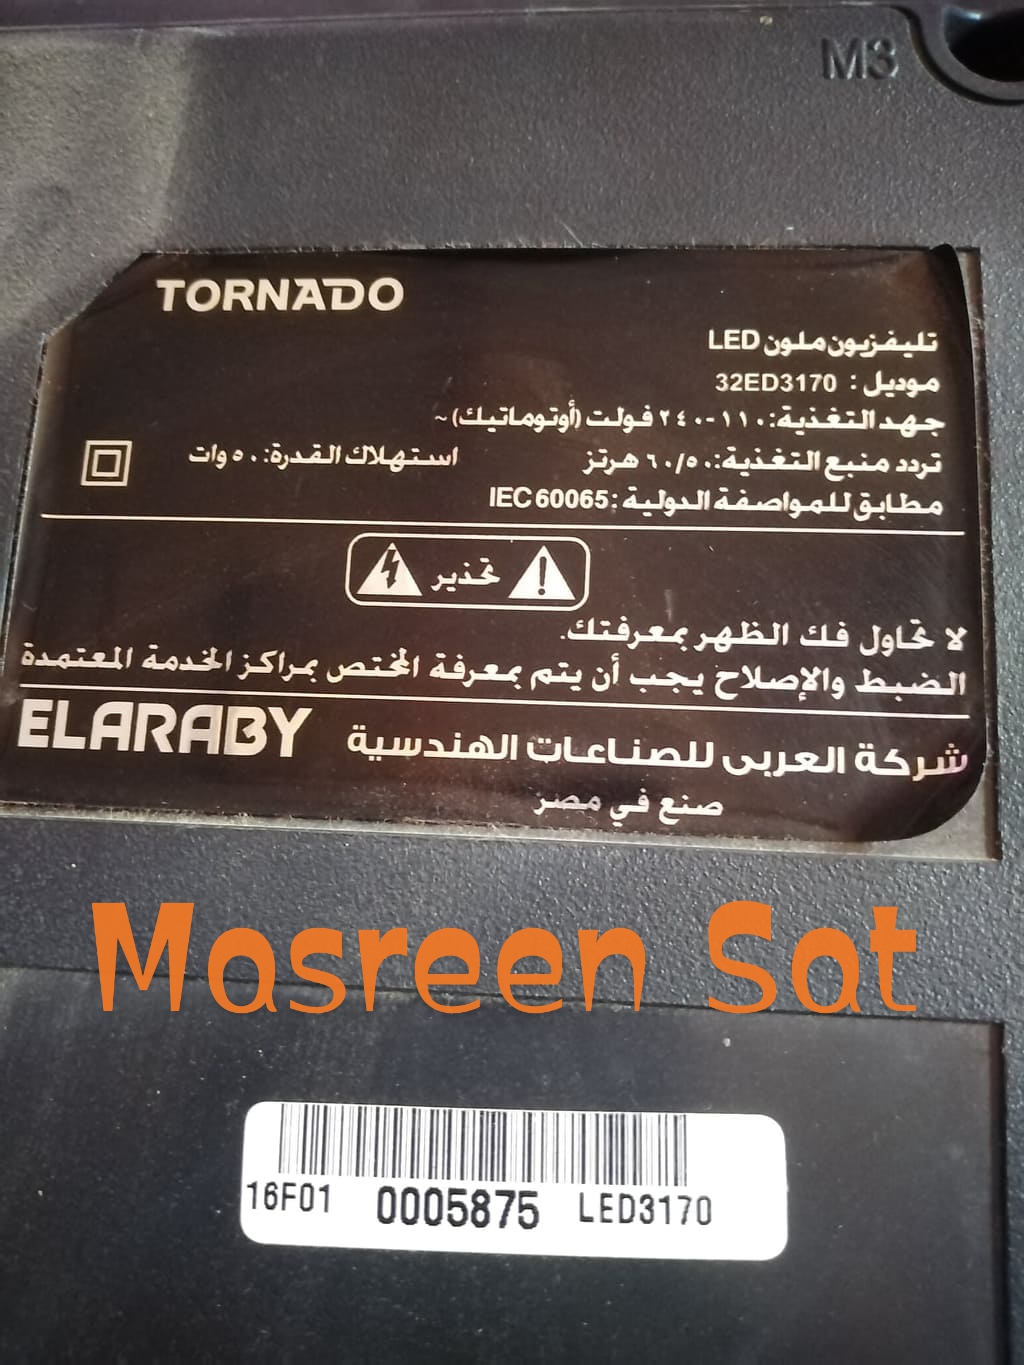 M3
TORNADO
تليفزيون ملون LED
موديل : 32ED3170
جهد التغذية: ١١٠-٢٤٠ فولت (أوتوماتيك) ~
تردد منبع التغذية: ٦٠/٥٠ هرتز استهلاك القدرة: ٥٠ وات
مطابق للمواصفة الدولية: IEC 60065
تحذير
لا تحاول فك الظهر بمعرفتك.
الضبط والإصلاح يجب أن يتم بمعرفة المختص بمراكز الخدمة المعتمدة
شركة العربى للصناعات الهندسية ELARABY
صنع في مصر
Masreen Sat
16F01 0005875 LED3170